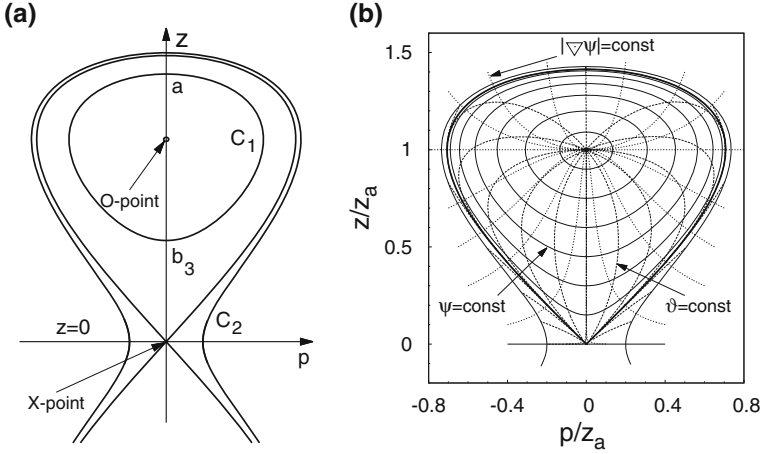 (a)
z
a
C₁
O-point
b₃
z=0
C₂
p
X-point
(b)
|▽ψ|=const
1.5
1
0.5
0
z/zₐ
ψ=const
ϑ=const
-0.8 -0.4 0 0.4 0.8
p/zₐ